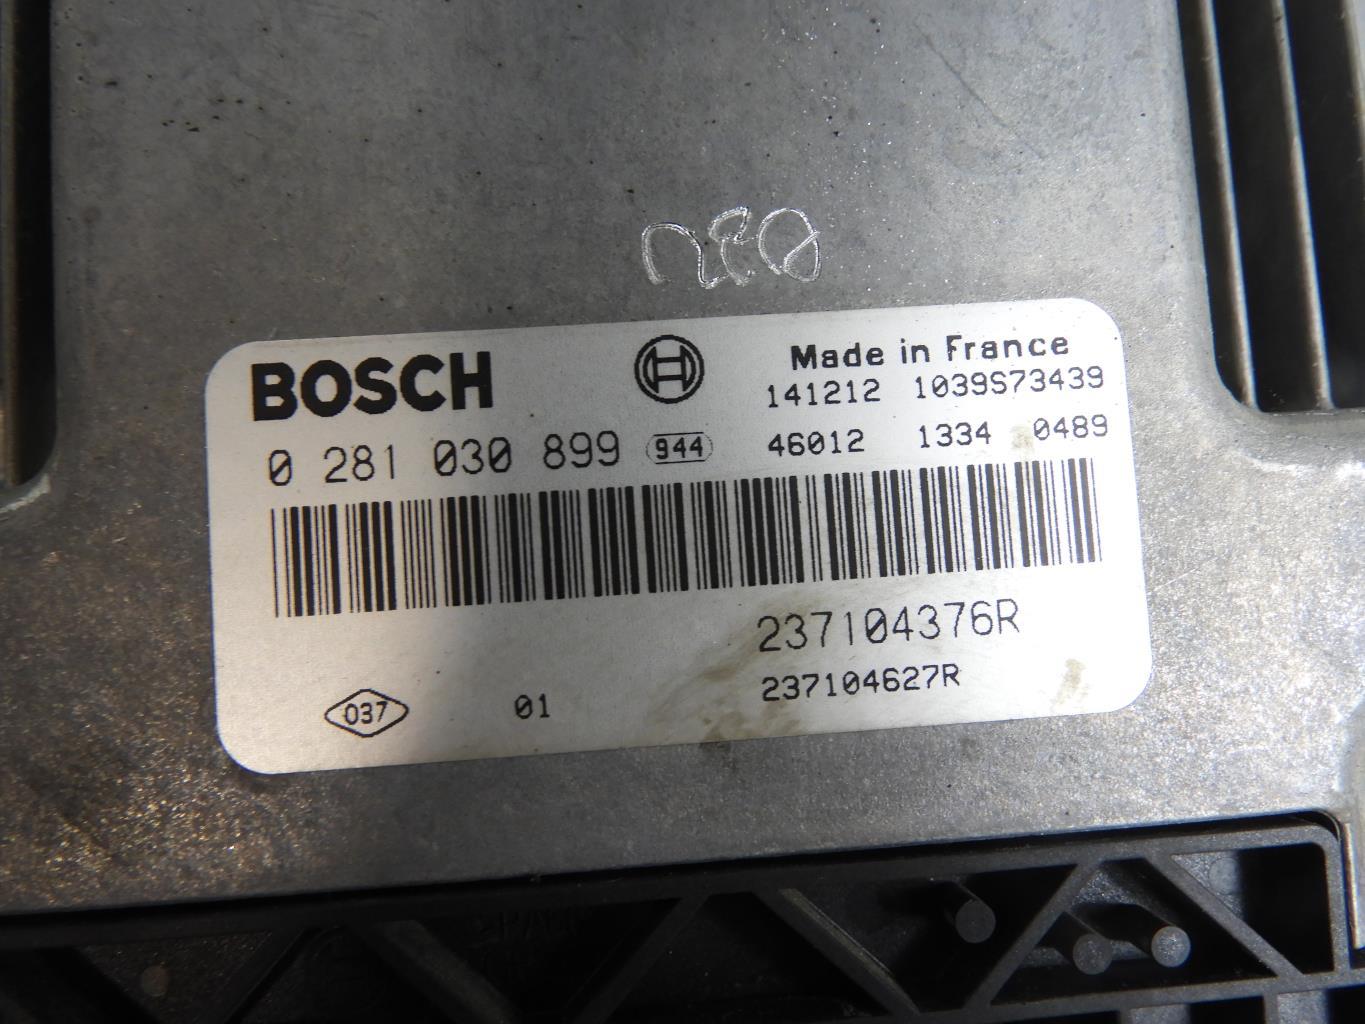 BOSCH Made in France
141212 1039S73439
0 281 030 899 944 46012 1334 0489
237104376R
037 01 237104627R